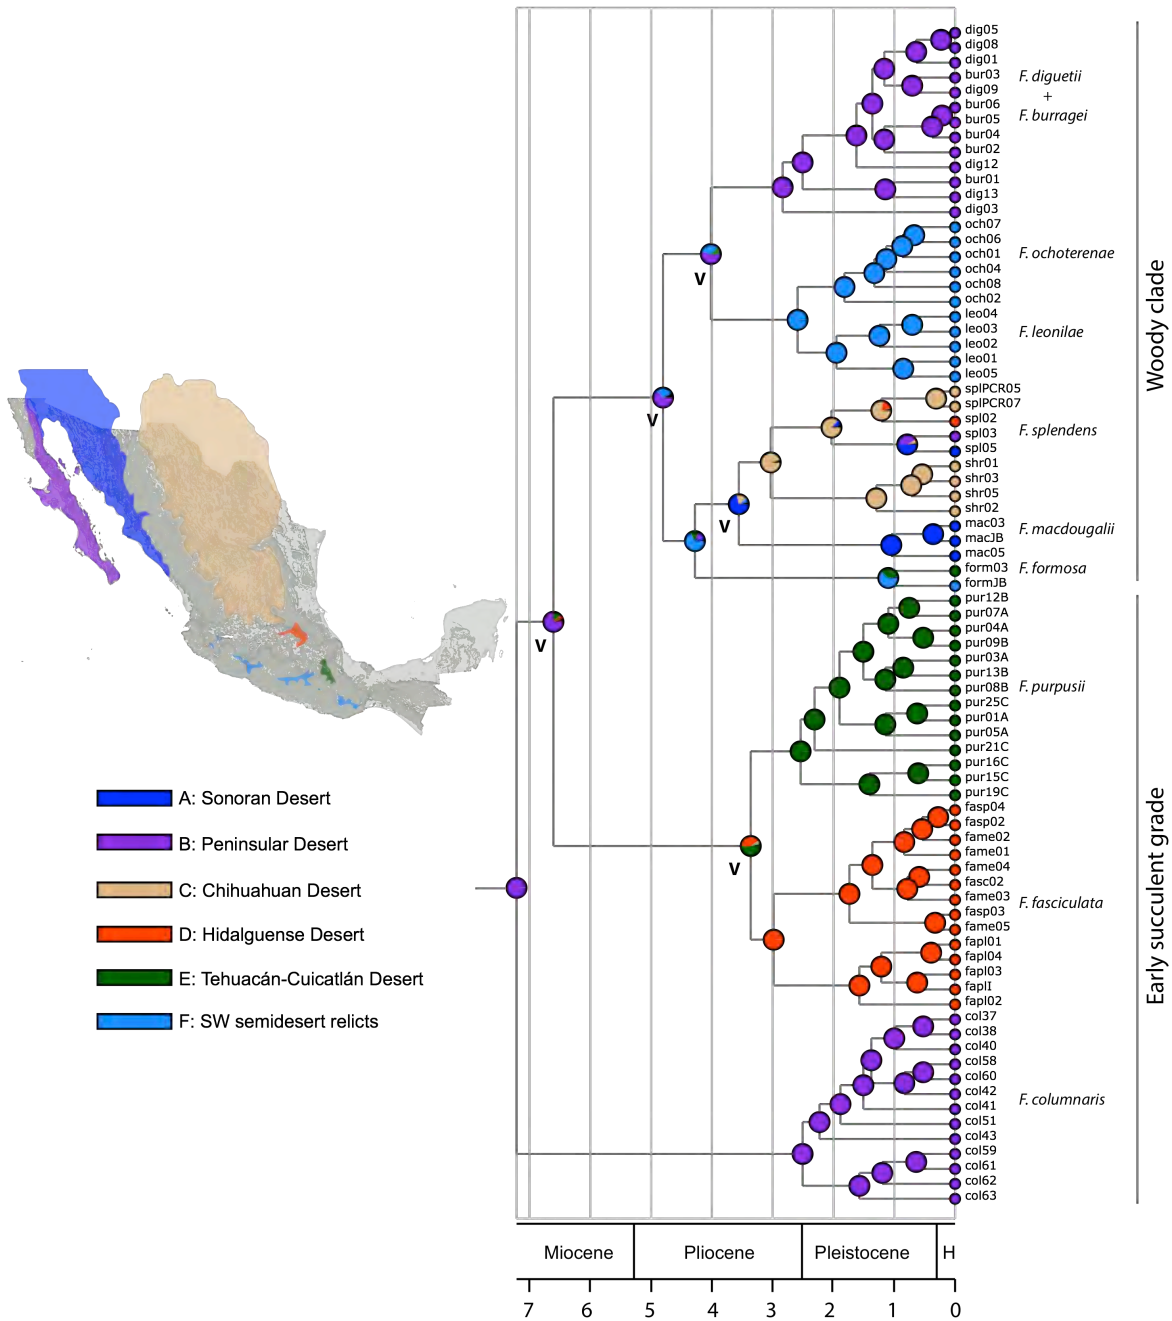 dig05
dig08
dig01
bur03
dig09
bur06
bur05
bur04
bur02
dig12
bur01
dig13
dig03
och07
och06
och01
och04
och08
och02
leo04
leo03
leo02
leo01
leo05
splPCR05
splPCR07
spl02
spl03
spl05
shr01
shr03
shr05
shr02
mac03
macJB
mac05
form03
formJB
pur12B
pur07A
pur04A
pur09B
pur03A
pur13B
pur08B
pur25C
pur01A
pur05A
pur21C
pur16C
pur15C
pur19C
fasp04
fasp02
fame02
fame01
fame04
fasc02
fame03
fasp03
fame05
fapl01
fapl04
fapl03
faplI
fapl02
col37
col38
col40
col58
col60
col42
col41
col51
col43
col59
col61
col62
col63
F. diguetii
+
F. burragei
F. ochoterenae
F. leonilae
F. splendens
F. macdougalii
F. formosa
F. purpusii
F. fasciculata
F. columnaris
Woody clade
Early succulent grade
V
V
V
V
V
A: Sonoran Desert
B: Peninsular Desert
C: Chihuahuan Desert
D: Hidalguense Desert
E: Tehuacán-Cuicatlán Desert
F: SW semidesert relicts
Miocene Pliocene Pleistocene H
7 6 5 4 3 2 1 0